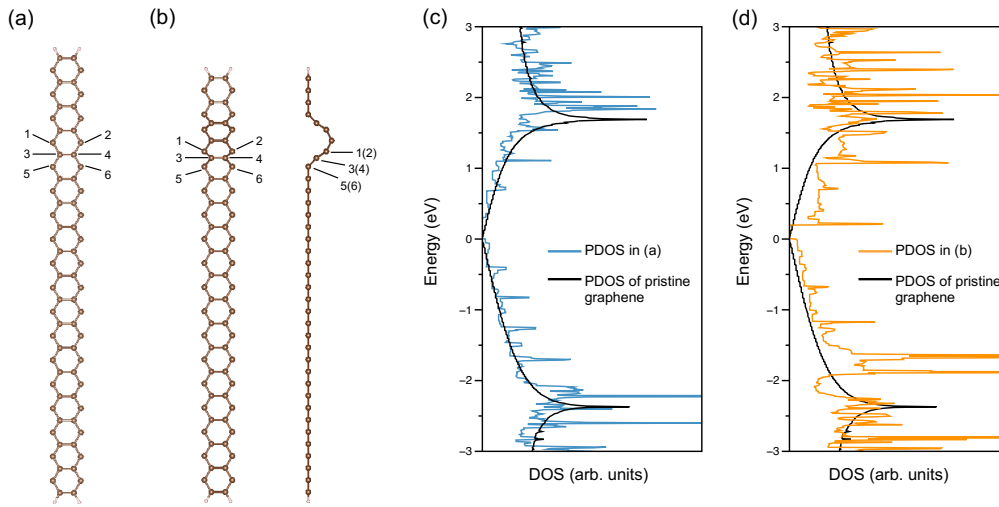 (a)
(b)
(c)
(d)
1
2
3
4
5
6
1
2
3
4
5
6
1(2)
3(4)
5(6)
Energy (eV)
3
2
1
0
−1
−2
−3
PDOS in (a)
PDOS of pristine
graphene
DOS (arb. units)
Energy (eV)
3
2
1
0
−1
−2
−3
PDOS in (b)
PDOS of pristine
graphene
DOS (arb. units)